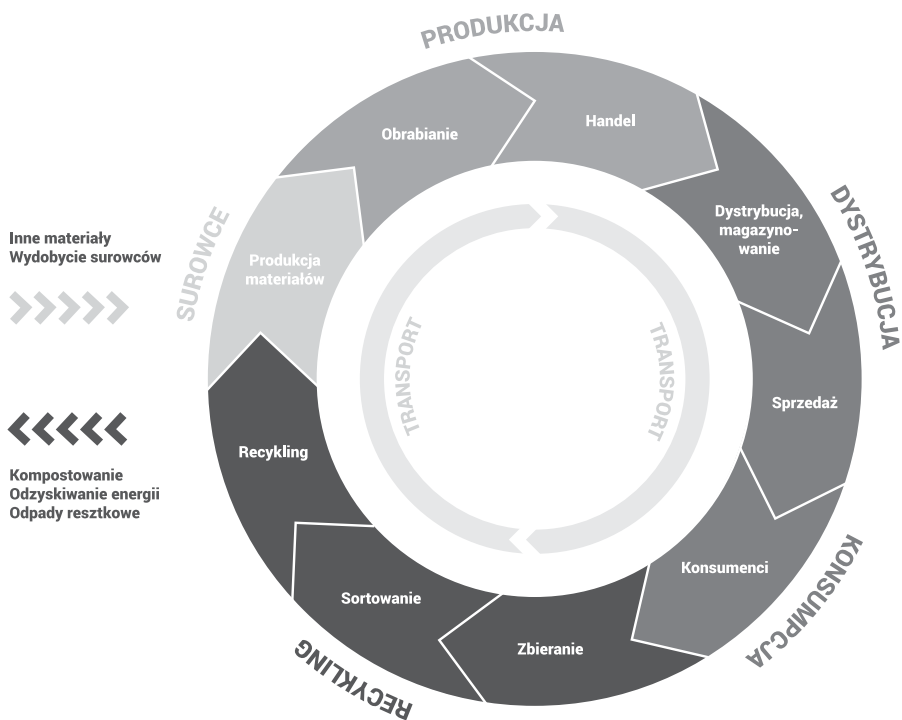 PRODUKCJA
Obrabianie
Handel
DYSTRYBUCJA
Dystrybucja,
magazyno-
wanie
Sprzedaż
KONSUMPCJA
Konsumenci
Zbieranie
RECYKLING
Sortowanie
Recykling
SUROWCE
Produkcja
materiałów
TRANSPORT
TRANSPORT
Inne materiały
Wydobycie surowców
Kompostowanie
Odzyskiwanie energii
Odpady resztkowe